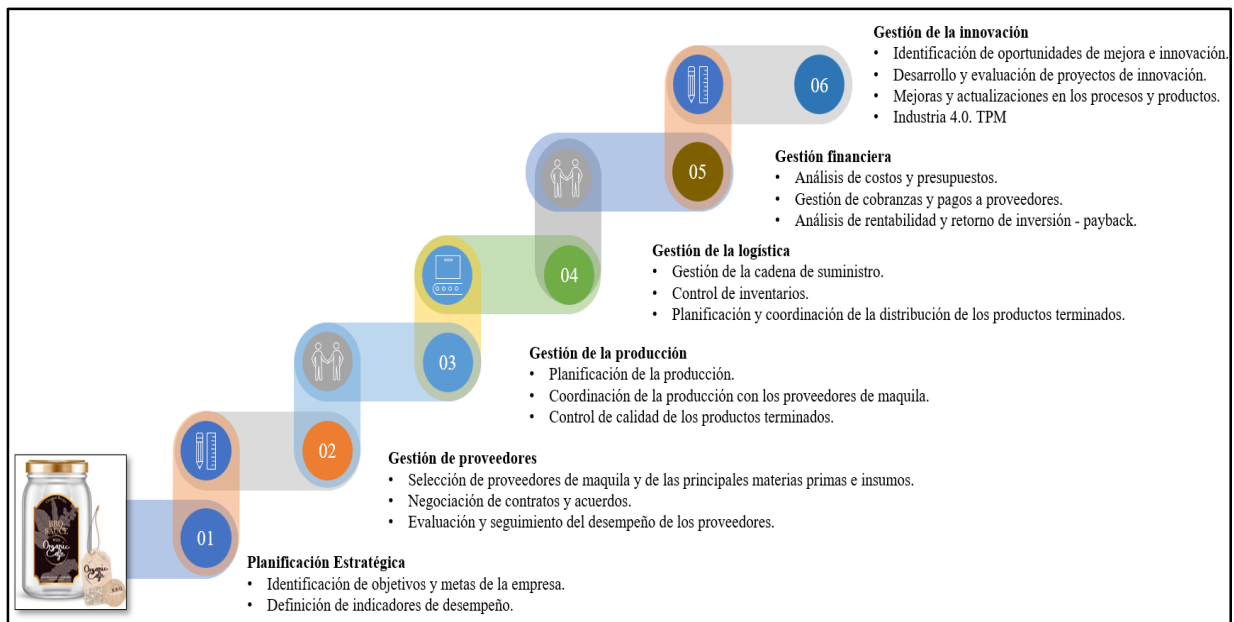 Gestión de la innovación
• Identificación de oportunidades de mejora e innovación.
• Desarrollo y evaluación de proyectos de innovación.
• Mejoras y actualizaciones en los procesos y productos.
• Industria 4.0. TPM
06
05
Gestión financiera
• Análisis de costos y presupuestos.
• Gestión de cobranzas y pagos a proveedores.
• Análisis de rentabilidad y retorno de inversión - payback.
04
Gestión de la logística
• Gestión de la cadena de suministro.
• Control de inventarios.
• Planificación y coordinación de la distribución de los productos terminados.
03
Gestión de la producción
• Planificación de la producción.
• Coordinación de la producción con los proveedores de maquila.
• Control de calidad de los productos terminados.
02
Gestión de proveedores
• Selección de proveedores de maquila y de las principales materias primas e insumos.
• Negociación de contratos y acuerdos.
• Evaluación y seguimiento del desempeño de los proveedores.
01
Planificación Estratégica
• Identificación de objetivos y metas de la empresa.
• Definición de indicadores de desempeño.
BBQ
SAUCE
Organic
Café
Organic
Café